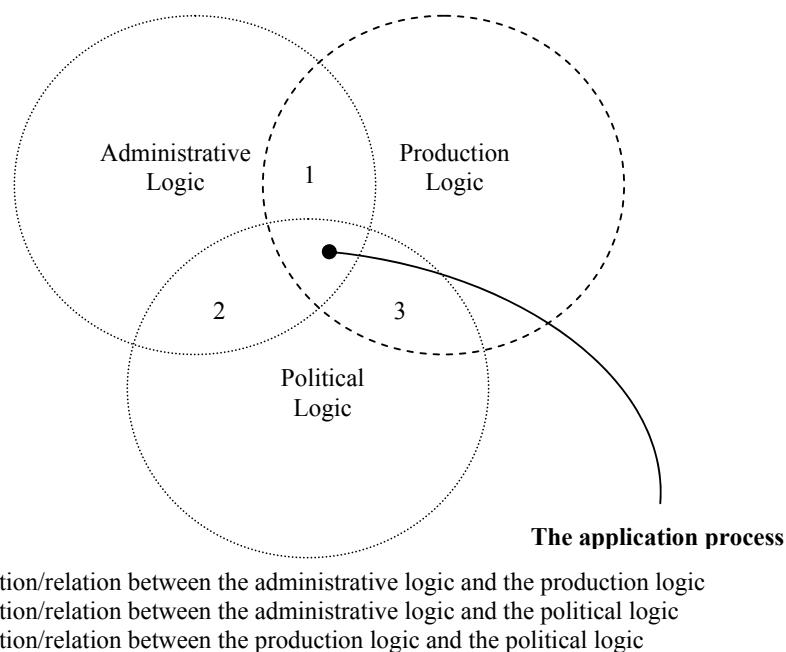 Administrative
Logic
Production
Logic
1
2
3
Political
Logic
The application process
tion/relation between the administrative logic and the production logic
tion/relation between the administrative logic and the political logic
tion/relation between the production logic and the political logic